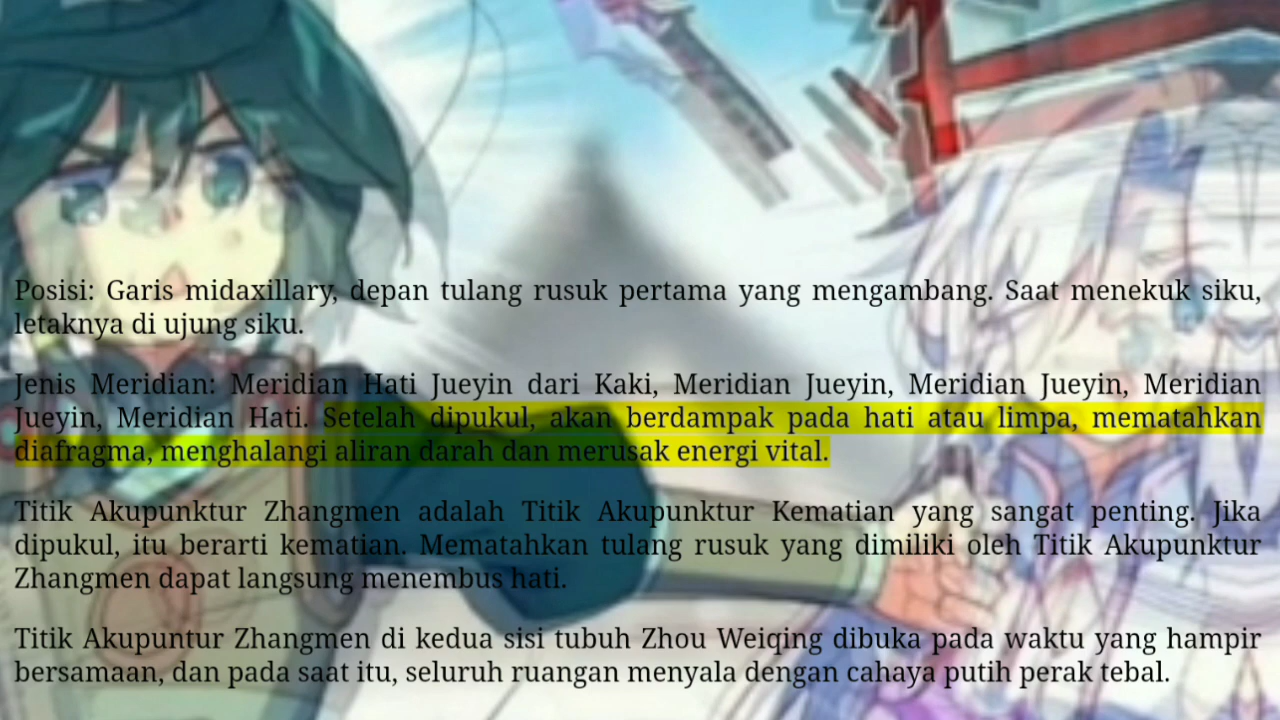 Posisi: Garis midaxillary, depan tulang rusuk pertama yang mengambang. Saat menekuk siku,
letaknya di ujung siku.
Jenis Meridian: Meridian Hati Jueyin dari Kaki, Meridian Jueyin, Meridian Jueyin, Meridian
Jueyin, Meridian Hati. Setelah dipukul, akan berdampak pada hati atau limpa, mematahkan
diafragma, menghalangi aliran darah dan merusak energi vital.
Titik Akupunktur Zhangmen adalah Titik Akupunktur Kematian yang sangat penting. Jika
dipukul, itu berarti kematian. Mematahkan tulang rusuk yang dimiliki oleh Titik Akupunktur
Zhangmen dapat langsung menembus hati.
Titik Akupuntur Zhangmen di kedua sisi tubuh Zhou Weiqing dibuka pada waktu yang hampir
bersamaan, dan pada saat itu, seluruh ruangan menyala dengan cahaya putih perak tebal.